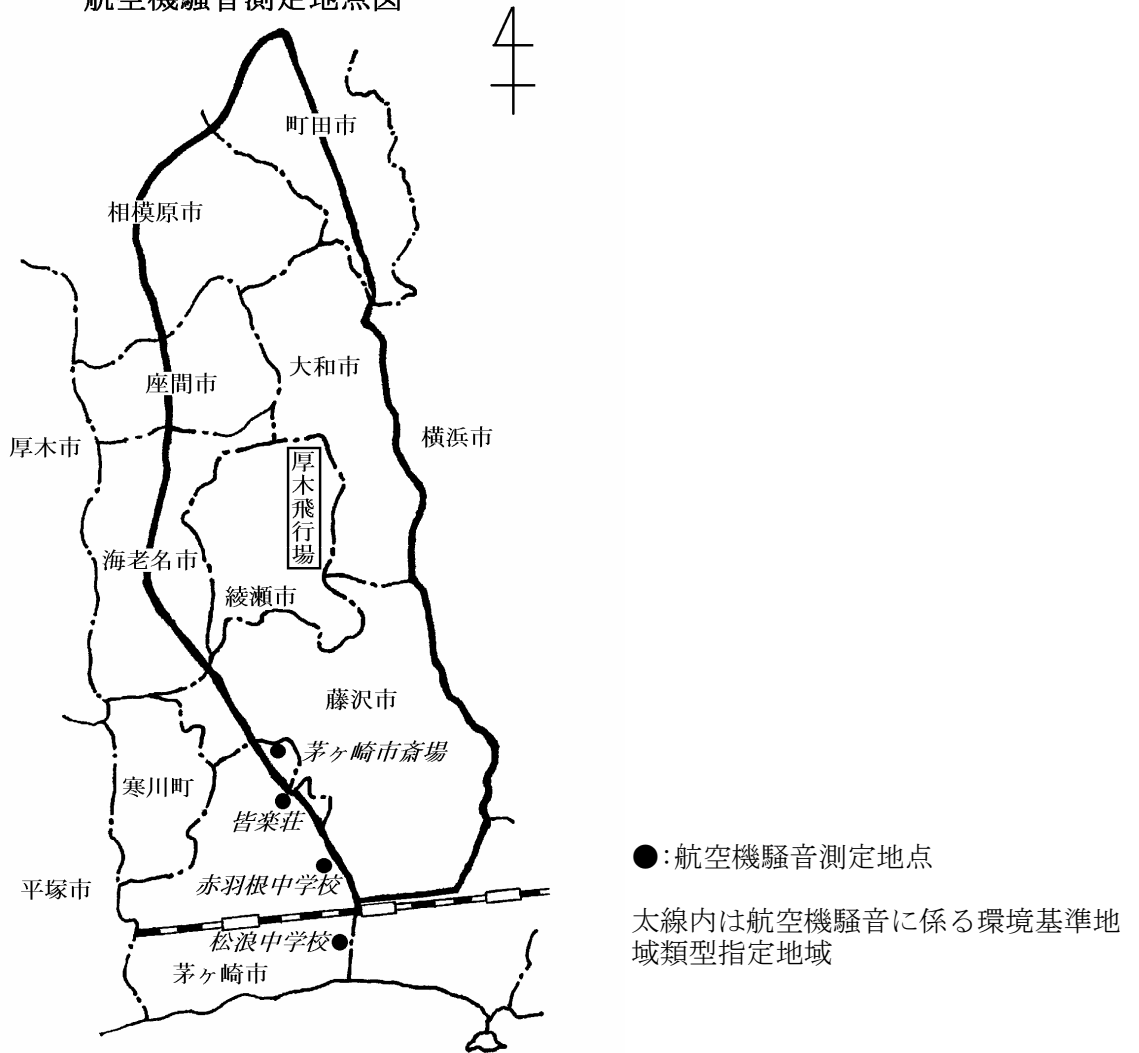 航空機騒音測定地点図
町田市
相模原市
大和市
座間市
横浜市
厚木市
厚木飛行場
海老名市
綾瀬市
藤沢市
茅ヶ崎市斎場
寒川町
皆楽荘
赤羽根中学校
平塚市
松浪中学校
茅ヶ崎市
●:航空機騒音測定地点
太線内は航空機騒音に係る環境基準地
域類型指定地域